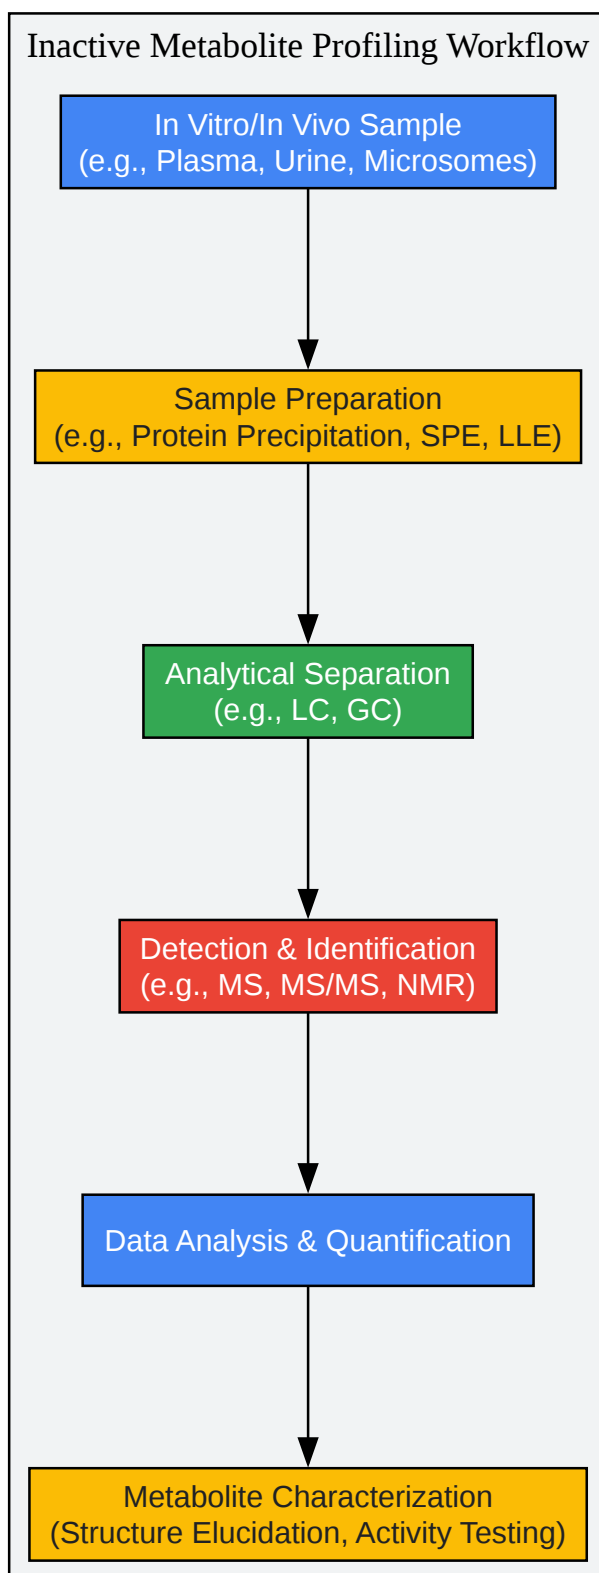 Inactive Metabolite Profiling Workflow
In Vitro/In Vivo Sample
(e.g., Plasma, Urine, Microsomes)
Sample Preparation
(e.g., Protein Precipitation, SPE, LLE)
Analytical Separation
(e.g., LC, GC)
Detection & Identification
(e.g., MS, MS/MS, NMR)
Data Analysis & Quantification
Metabolite Characterization
(Structure Elucidation, Activity Testing)